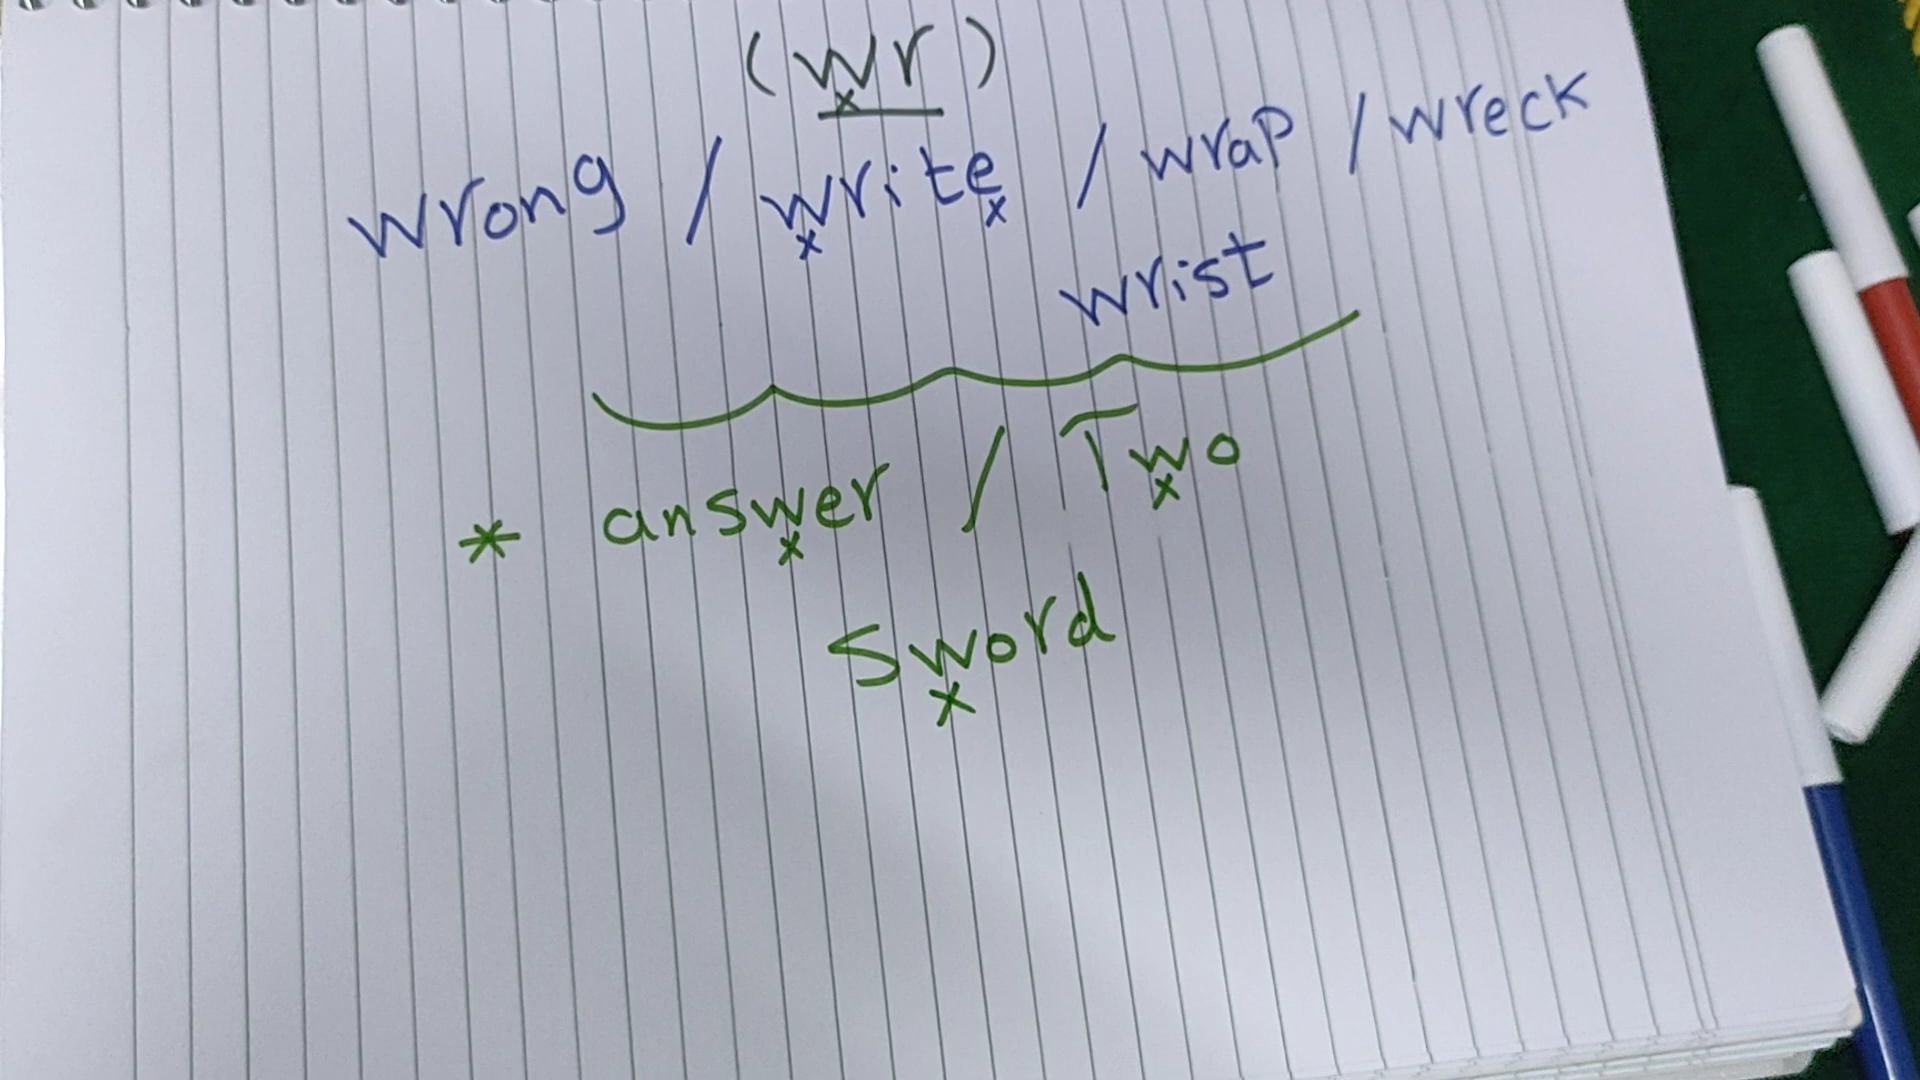 (wr)
wrong / write / wrap / wreck
wrist
* answer / Two
Sword